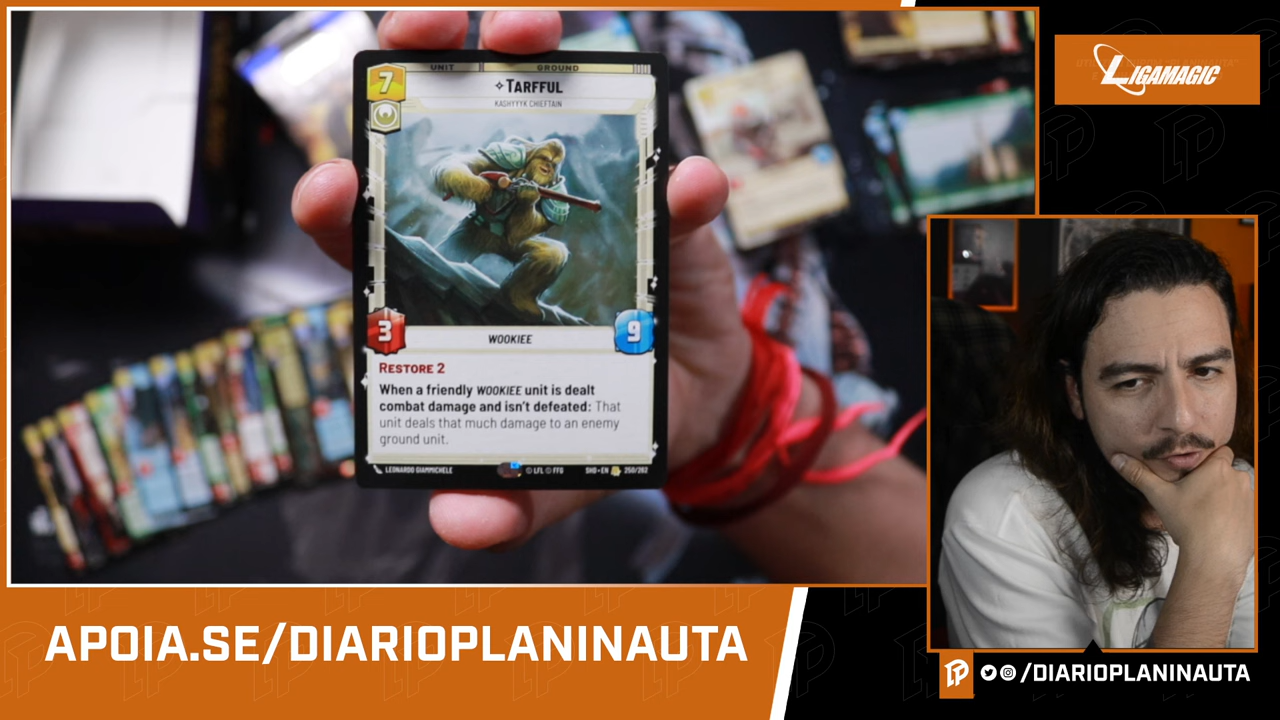 UNIT
GROUND
7
TARFFUL
KASHYYYK CHIEFTAIN
3
WOOKIEE
9
RESTORE 2
When a friendly WOOKIEE unit is dealt
combat damage and isn't defeated: That
unit deals that much damage to an enemy
ground unit.
LEONARDO GIAMMICHELE
© LFL © FFG
SHD • EN
250/262
LIGAMAGIC
APOIA.SE/DIARIOPLANINAUTA
/DIARIOPLANINAUTA